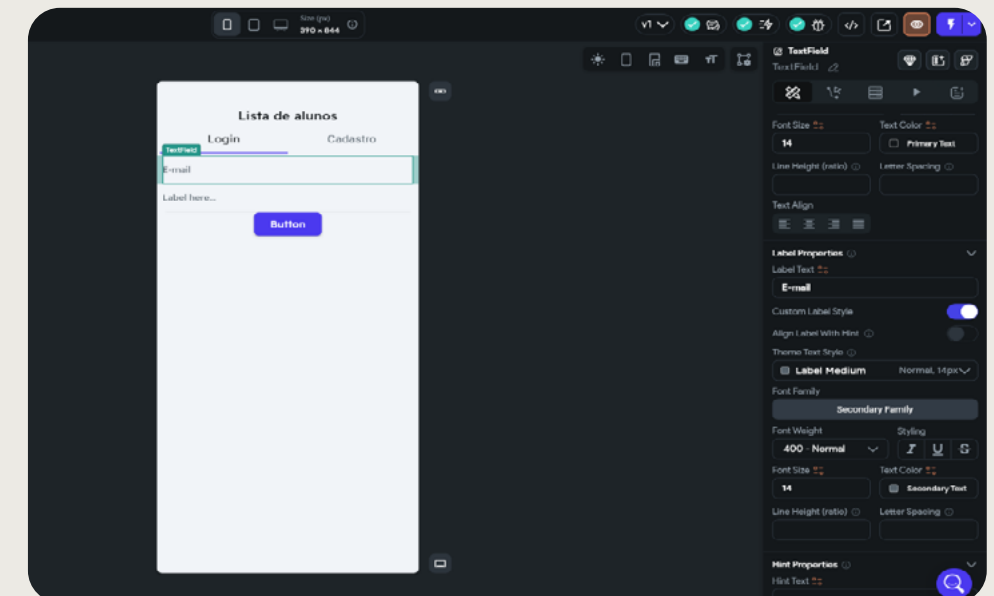 Size (px)
390 × 844
v1
TextField
TextField
Font Size
Text Color
14
Primary Text
Line Height (ratio)
Letter Spacing
Text Align
Label Properties
Label Text
E-mail
Custom Label Style
Align Label With Hint
Theme Text Style
Label Medium
Normal, 14px
Font Family
Secondary Family
Font Weight
Styling
400 - Normal
I U S
Font Size
Text Color
14
Secondary Text
Line Height (ratio)
Letter Spacing
Hint Properties
Hint Text
Lista de alunos
Login
Cadastro
TextField
E-mail
Label here...
Button